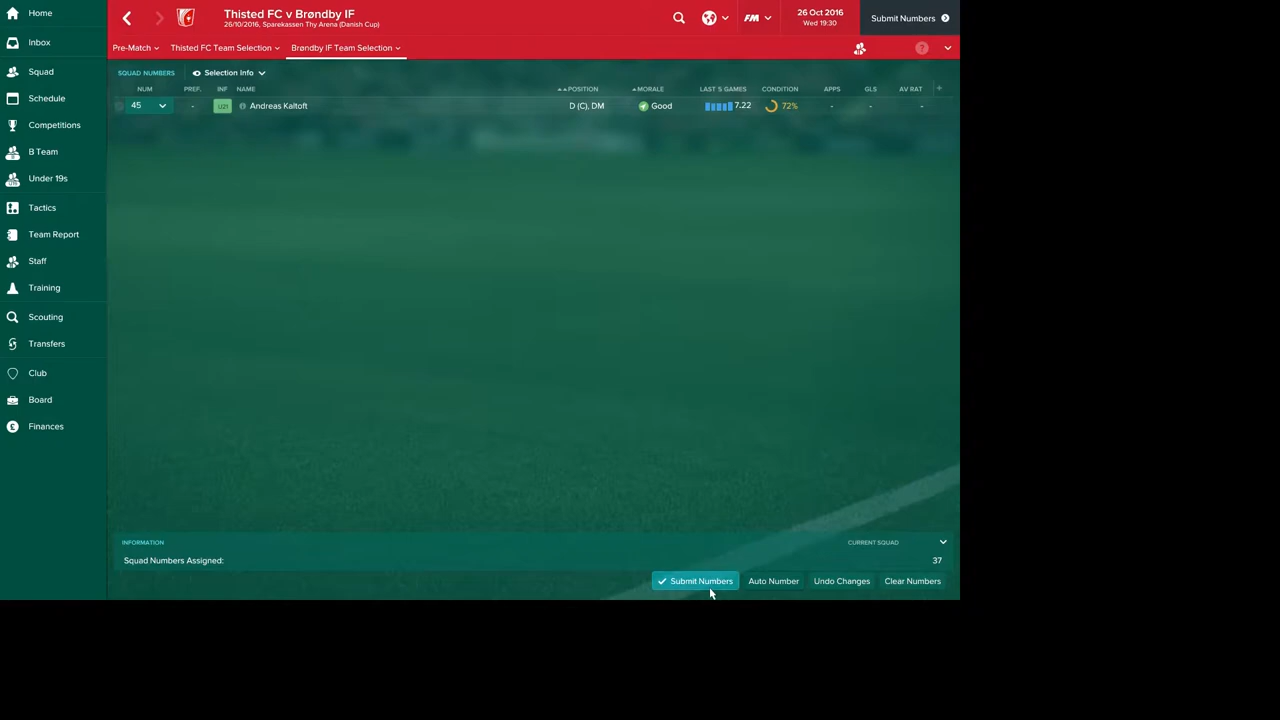 Home
Inbox
Squad
Schedule
Competitions
B Team
Under 19s
Tactics
Team Report
Staff
Training
Scouting
Transfers
Club
Board
Finances
Thisted FC v Brøndby IF
26/10/2016, Sparekassen Thy Arena (Danish Cup)
FM
26 Oct 2016
Wed 19:30
Submit Numbers
Pre-Match
Thisted FC Team Selection
Brøndby IF Team Selection
?
SQUAD NUMBERS
Selection Info
NUM PREF. INF NAME POSITION MORALE LAST 5 GAMES CONDITION APPS GLS AV RAT +
45 - U21 Andreas Kaltoft D (C), DM Good 7.22 72% - - -
INFORMATION
CURRENT SQUAD
Squad Numbers Assigned: 37
Submit Numbers Auto Number Undo Changes Clear Numbers